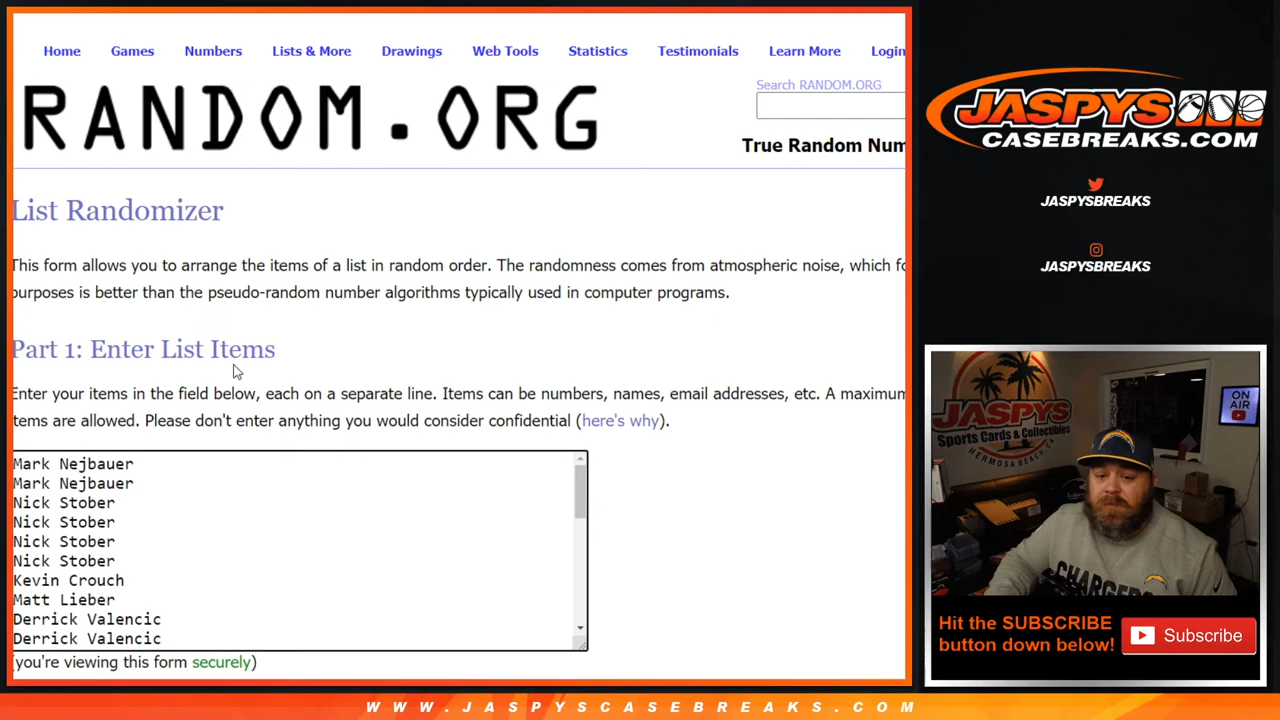 Home Games Numbers Lists & More Drawings Web Tools Statistics Testimonials Learn More Login
Search RANDOM.ORG
RANDOM.ORG
True Random Num
List Randomizer
This form allows you to arrange the items of a list in random order. The randomness comes from atmospheric noise, which fo
purposes is better than the pseudo-random number algorithms typically used in computer programs.
Part 1: Enter List Items
Enter your items in the field below, each on a separate line. Items can be numbers, names, email addresses, etc. A maximum
items are allowed. Please don't enter anything you would consider confidential (here's why).
Mark Nejbauer
Mark Nejbauer
Nick Stober
Nick Stober
Nick Stober
Nick Stober
Kevin Crouch
Matt Lieber
Derrick Valencic
Derrick Valencic
(you're viewing this form securely)
JASPYS
CASEBREAKS.COM
JASPYSBREAKS
JASPYSBREAKS
JASPYS
Sports Cards & Collectibles
HERMOSA BEACH, CA
ON AIR
CHARGERS
Hit the SUBSCRIBE
button down below!
Subscribe
WWW.JASPYSCASEBREAKS.COM